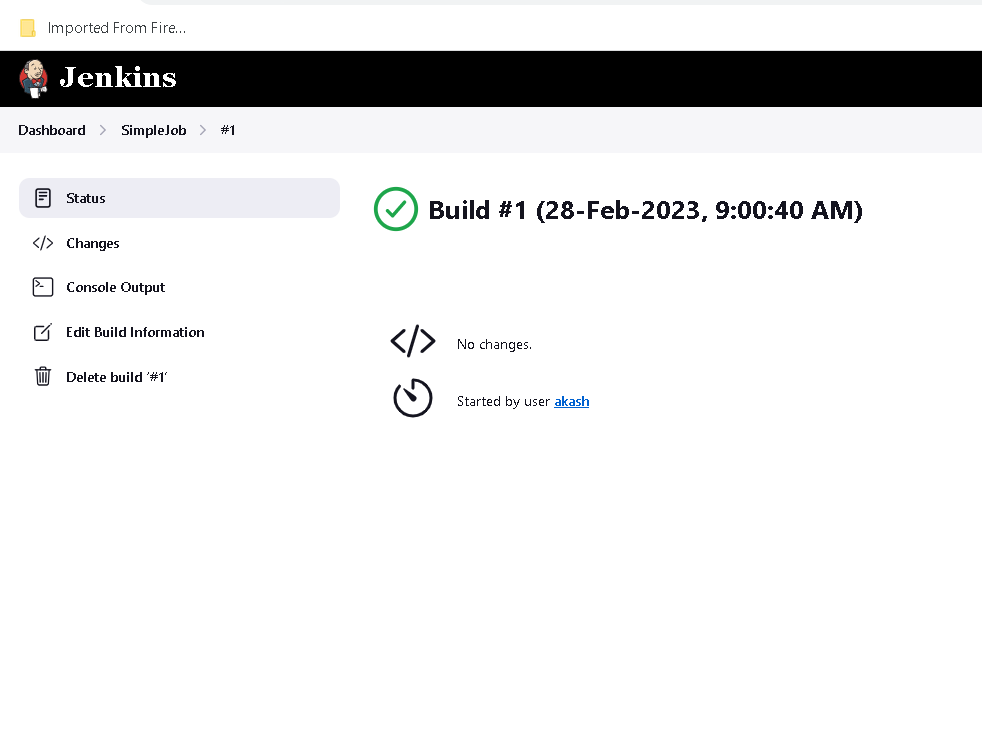 Imported From Fire...
Jenkins
Dashboard SimpleJob #1
Status
Changes
Console Output
Edit Build Information
Delete build ‘#1’
Build #1 (28-Feb-2023, 9:00:40 AM)
No changes.
Started by user akash